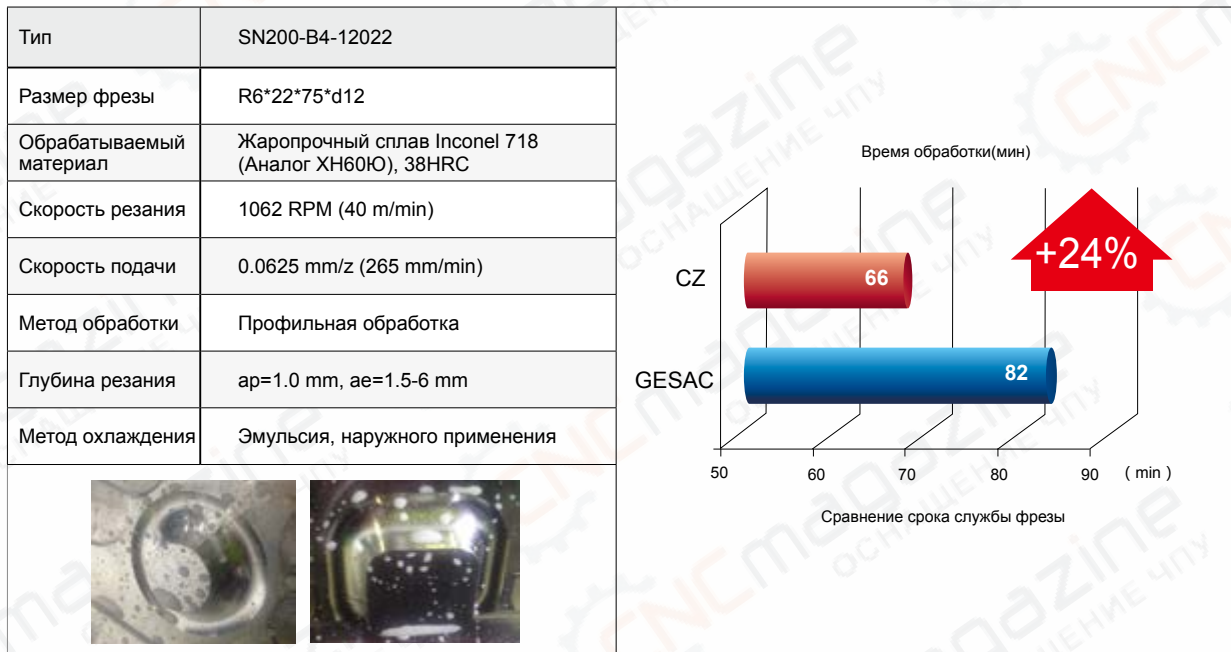 Тип
SN200-B4-12022
Размер фрезы
R6*22*75*d12
Обрабатываемый
материал
Жаропрочный сплав Inconel 718
(Аналог ХН60Ю), 38HRC
Скорость резания
1062 RPM (40 m/min)
Скорость подачи
0.0625 mm/z (265 mm/min)
Метод обработки
Профильная обработка
Глубина резания
ap=1.0 mm, ae=1.5-6 mm
Метод охлаждения
Эмульсия, наружного применения
Время обработки(мин)
+24%
CZ
66
GESAC
82
50 60 70 80 90 ( min )
Сравнение срока службы фрезы
CNCmagazine
ОСНАЩЕНИЕ ЧПУ